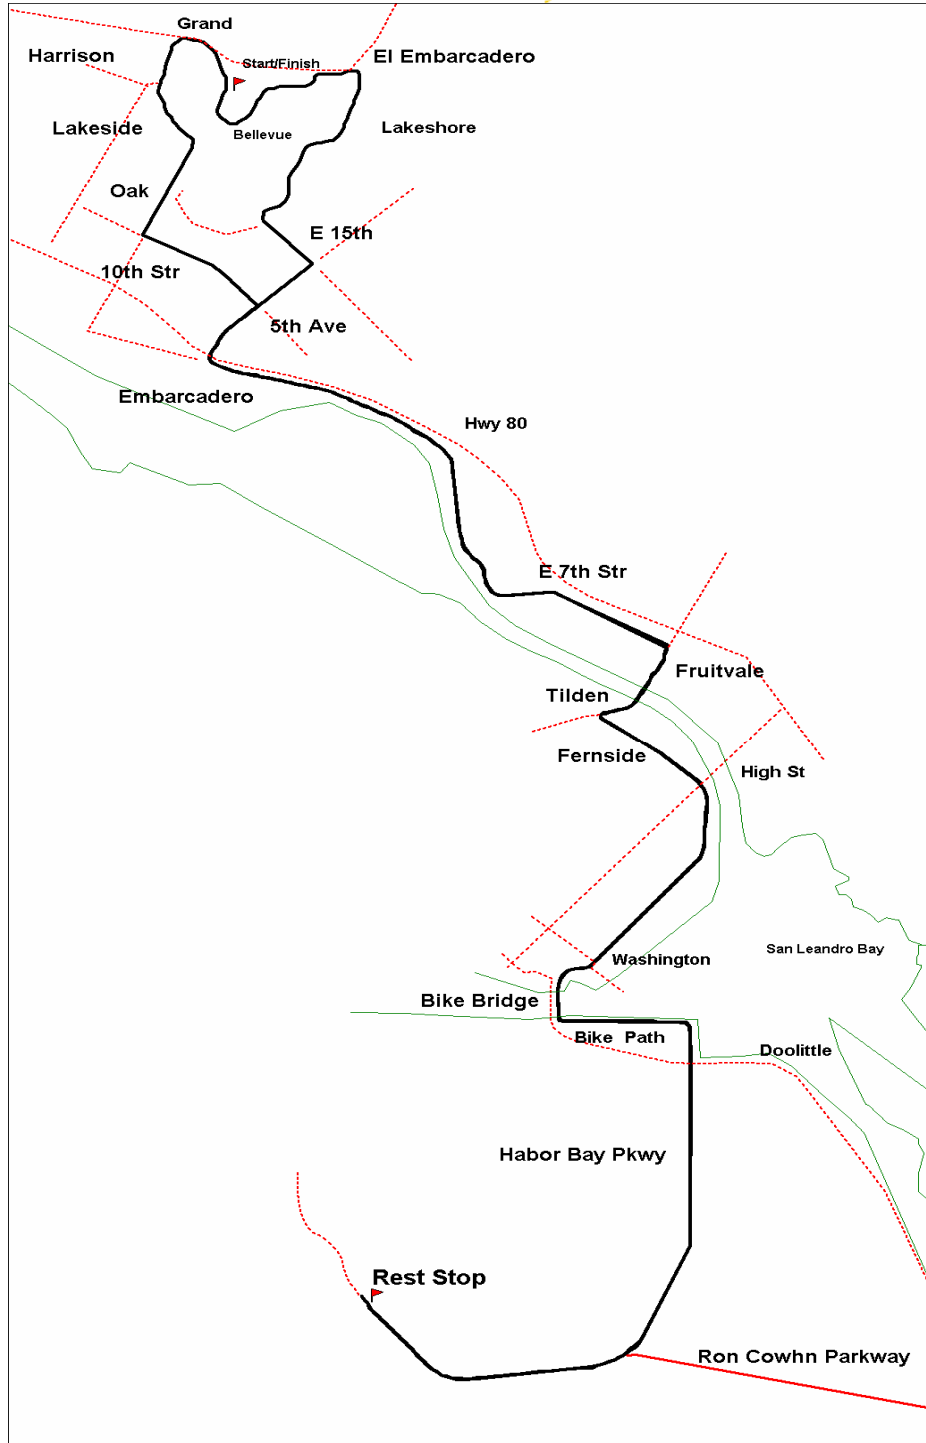 Grand
Harrison
Start/Finish
El Embarcadero
Lakeside
Bellevue
Lakeshore
Oak
E 15th
10th Str
5th Ave
Embarcadero
Hwy 80
E 7th Str
Fruitvale
Tilden
Fernside
High St
San Leandro Bay
Washington
Bike Bridge
Bike Path
Doolittle
Habor Bay Pkwy
Rest Stop
Ron Cowhn Parkway